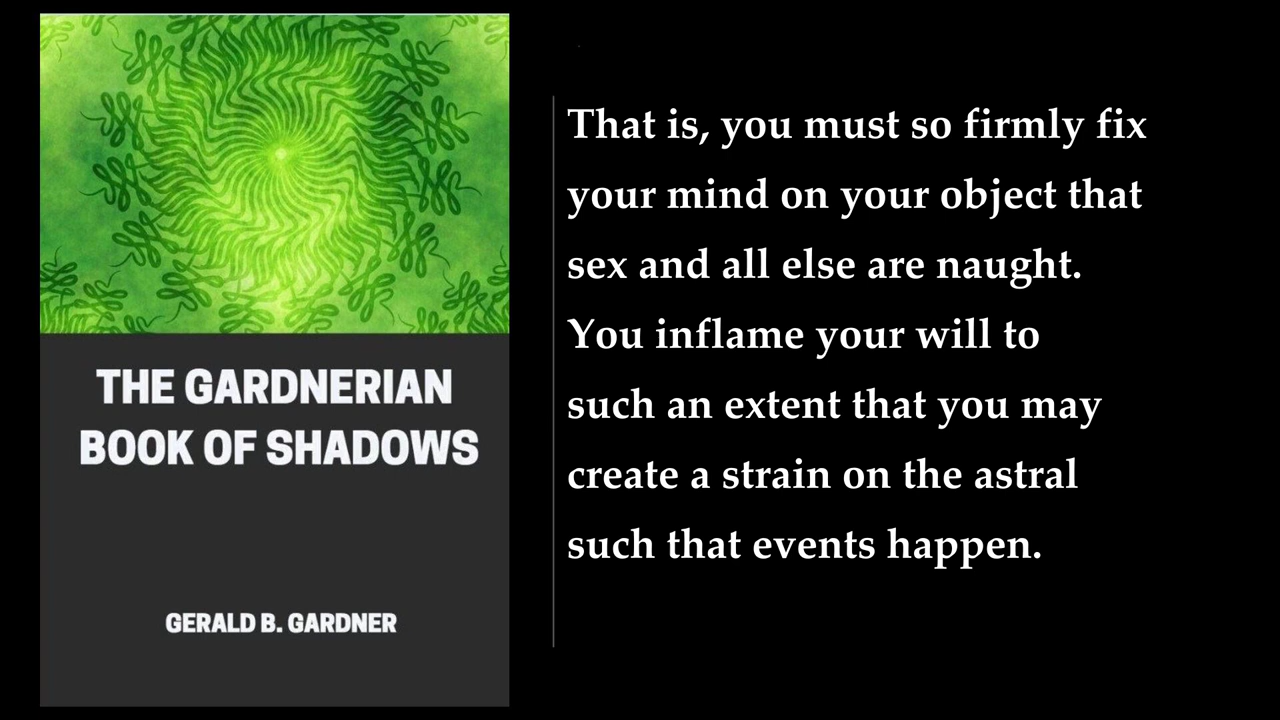 THE GARDNERIAN
BOOK OF SHADOWS
GERALD B. GARDNER
That is, you must so firmly fix
your mind on your object that
sex and all else are naught.
You inflame your will to
such an extent that you may
create a strain on the astral
such that events happen.